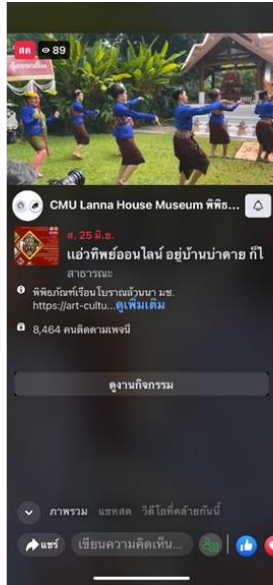 สด 89
CMU Lanna House Museum พิพิธ...
ส. 25 มิ.ย.
แอ่วทิพย์ออนไลน์ อยู่บ้านบ่าดาย ก็ไ
สาธารณะ
พิพิธภัณฑ์เรือนโบราณล้านนา มช.
https://art-cultu...ดูเพิ่มเติม
8,464 คนติดตามเพจนี้
ดูงานกิจกรรม
ภาพรวม แชทสด วิดีโอที่คล้ายกันนี้
แชร์ เขียนความคิดเห็น...